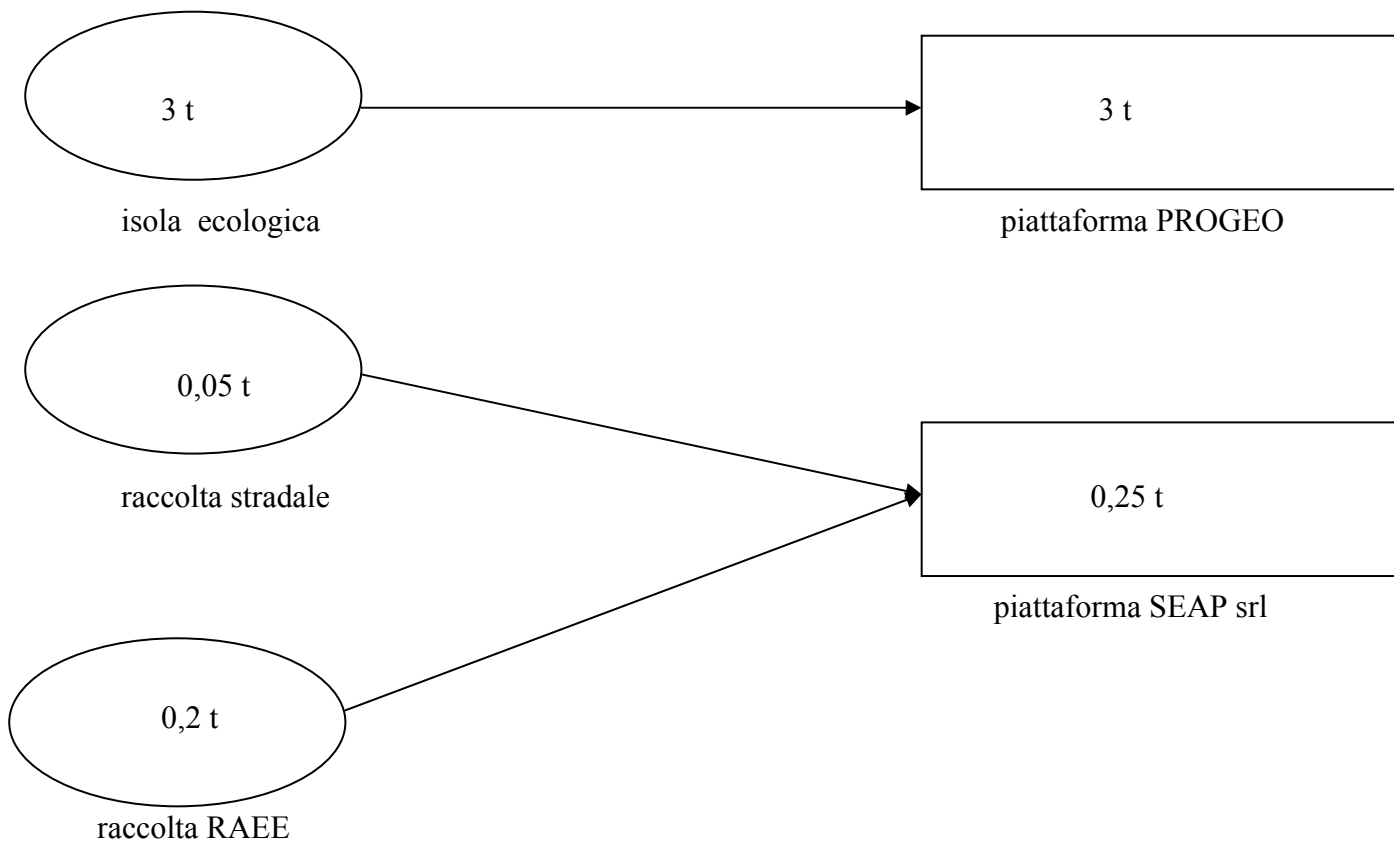 3 t
3 t
isola ecologica
piattaforma PROGEO
0,05 t
raccolta stradale
0,25 t
piattaforma SEAP srl
0,2 t
raccolta RAEE